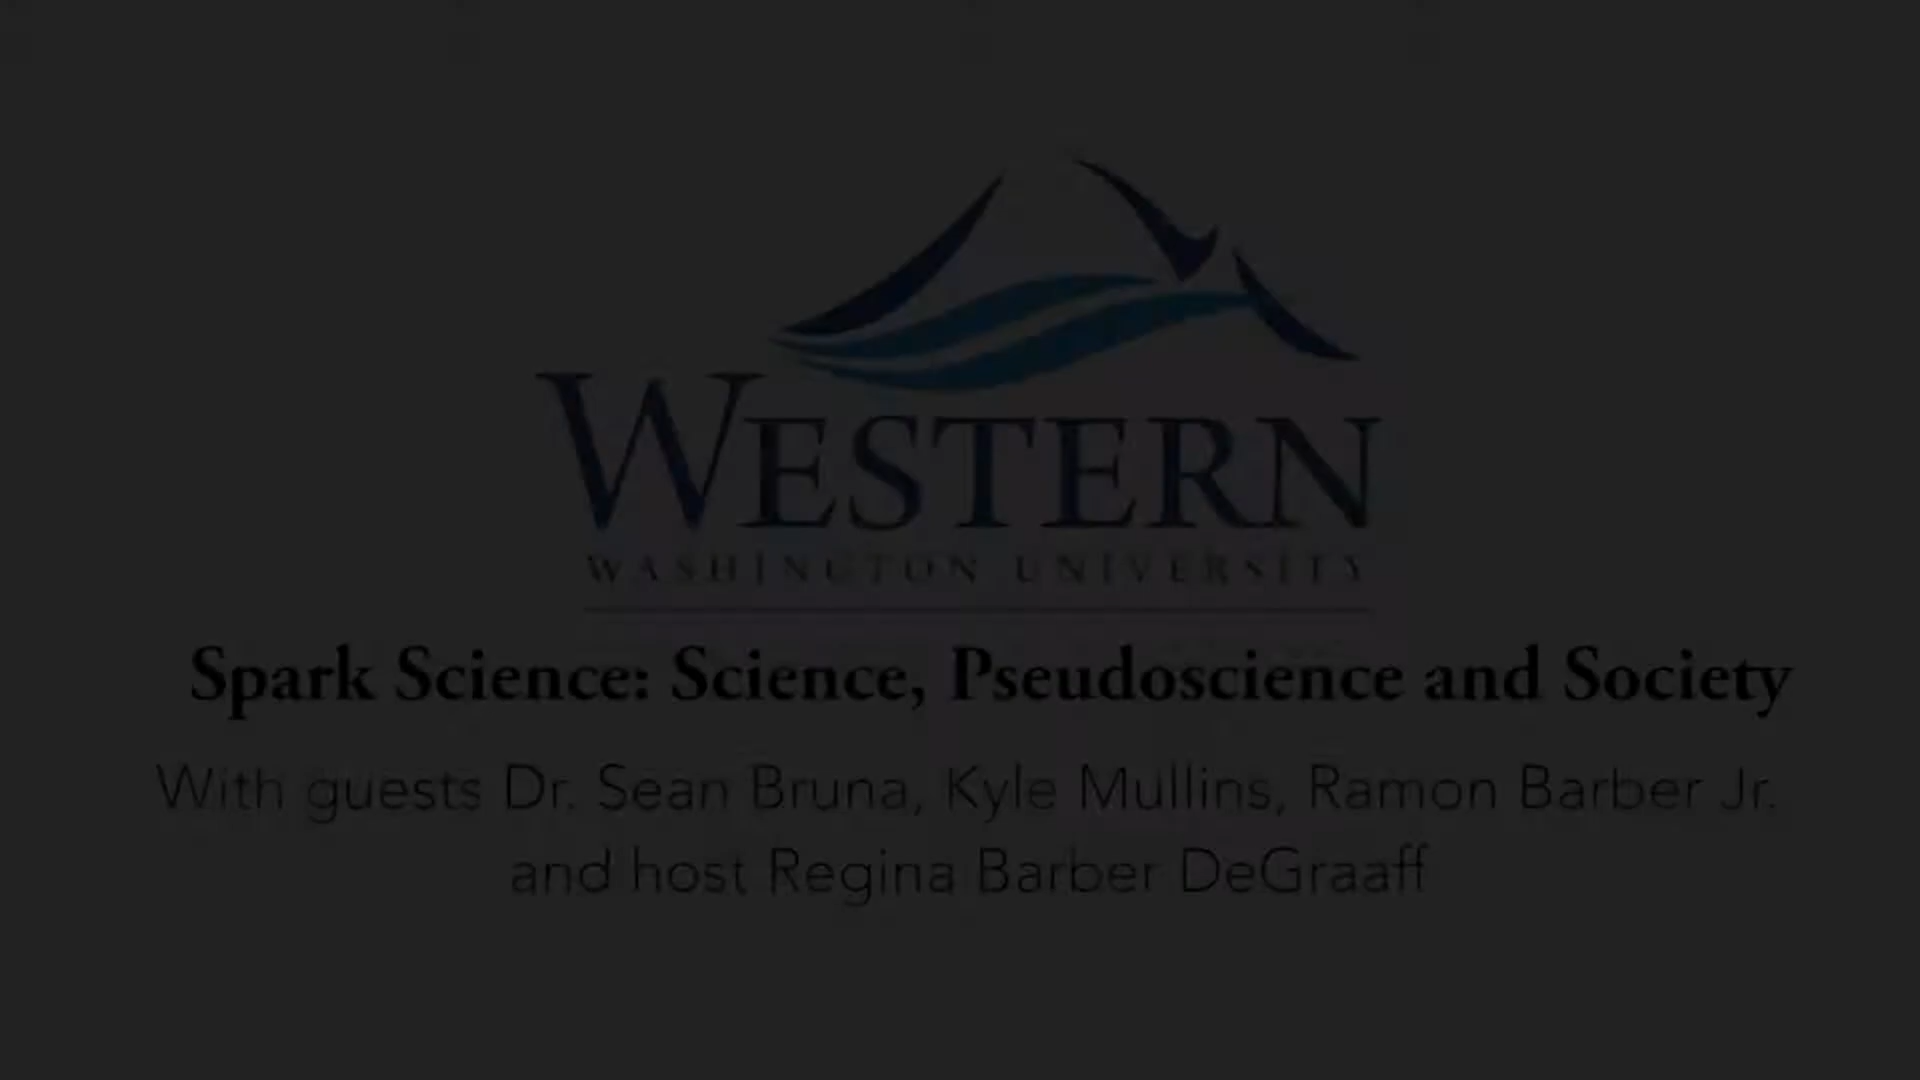 WESTERN
WASHINGTON UNIVERSITY
Spark Science: Science, Pseudoscience and Society
With guests Dr. Sean Bruna, Kyle Mullins, Ramon Barber Jr.
and host Regina Barber DeGraaff